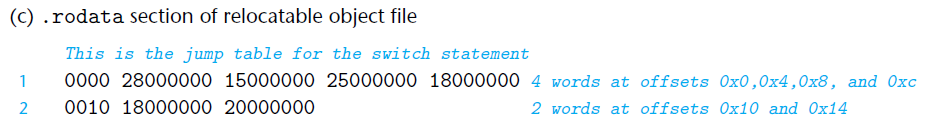 (c) .rodata section of relocatable object file
This is the jump table for the switch statement
1 0000 28000000 15000000 25000000 18000000 4 words at offsets 0x0,0x4,0x8, and 0xc
2 0010 18000000 20000000 2 words at offsets 0x10 and 0x14